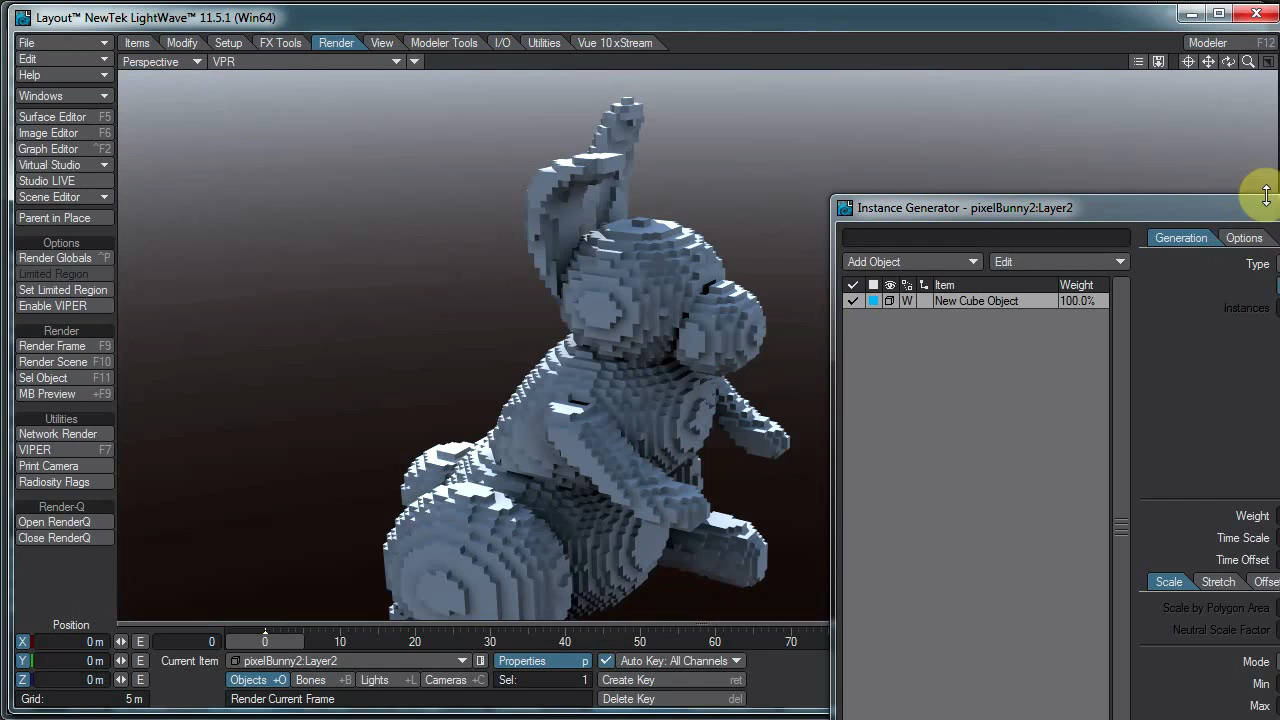 Layout™ NewTek LightWave™ 11.5.1 (Win64)
File
Items
Modify
Setup
FX Tools
Render
View
Modeler Tools
I/O
Utilities
Vue 10 xStream
Modeler F12
Edit
Perspective
VPR
Help
Windows
Surface Editor F5
Image Editor F6
Graph Editor ^F2
Virtual Studio
Studio LIVE
Scene Editor
Parent in Place
Options
Render Globals ^P
Limited Region
Set Limited Region
Enable VIPER
Render
Render Frame F9
Render Scene F10
Sel Object F11
MB Preview +F9
Utilities
Network Render
VIPER F7
Print Camera
Radiosity Flags
Render-Q
Open RenderQ
Close RenderQ
Instance Generator - pixelBunny2:Layer2
Generation
Options
Add Object
Edit
Type
Item
Weight
W New Cube Object 100.0%
Instances
Weight
Time Scale
Time Offset
Scale
Stretch
Offse
Scale by Polygon Area
Neutral Scale Factor
Mode
Min
Max
Position
X 0 m E 0
0 10 20 30 40 50 60 70
Y 0 m E
Current Item
pixelBunny2:Layer2
Properties p
Auto Key: All Channels
Z 0 m E
Objects +O
Bones +B
Lights +L
Cameras +C
Sel: 1
Create Key ret
Grid: 5 m
Render Current Frame
Delete Key del